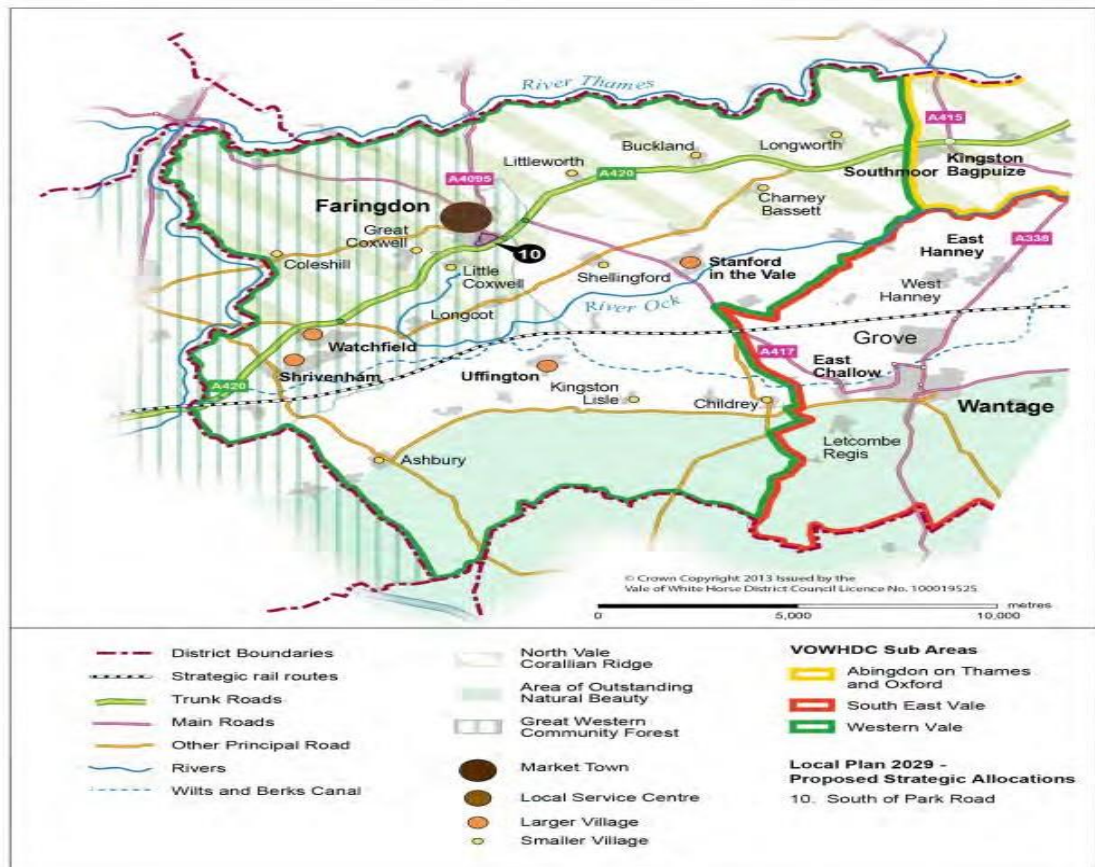 River Thames
A415
Buckland
Longworth
Littleworth
A420
A4095
Southmoor
Kingston
Bagpuize
Faringdon
Charney
Bassett
Great
Coxwell
10
East
Hanney
A338
Coleshill
Little
Coxwell
Shellingford
Stanford
in the Vale
West
Hanney
River Ock
Longcot
Grove
Watchfield
A417
East
Challow
A420
Shrivenham
Uffington
Kingston
Lisle
Childrey
Wantage
Letcombe
Regis
Ashbury
© Crown Copyright 2013 Issued by the
Vale of White Horse District Council Licence No. 100019525
metres
5,000
10,000
District Boundaries
Strategic rail routes
Trunk Roads
Main Roads
Other Principal Road
Rivers
Wilts and Berks Canal
North Vale
Corallian Ridge
Area of Outstanding
Natural Beauty
Great Western
Community Forest
Market Town
Local Service Centre
Larger Village
Smaller Village
VOWHDC Sub Areas
Abingdon on Thames
and Oxford
South East Vale
Western Vale
Local Plan 2029 -
Proposed Strategic Allocations
10. South of Park Road